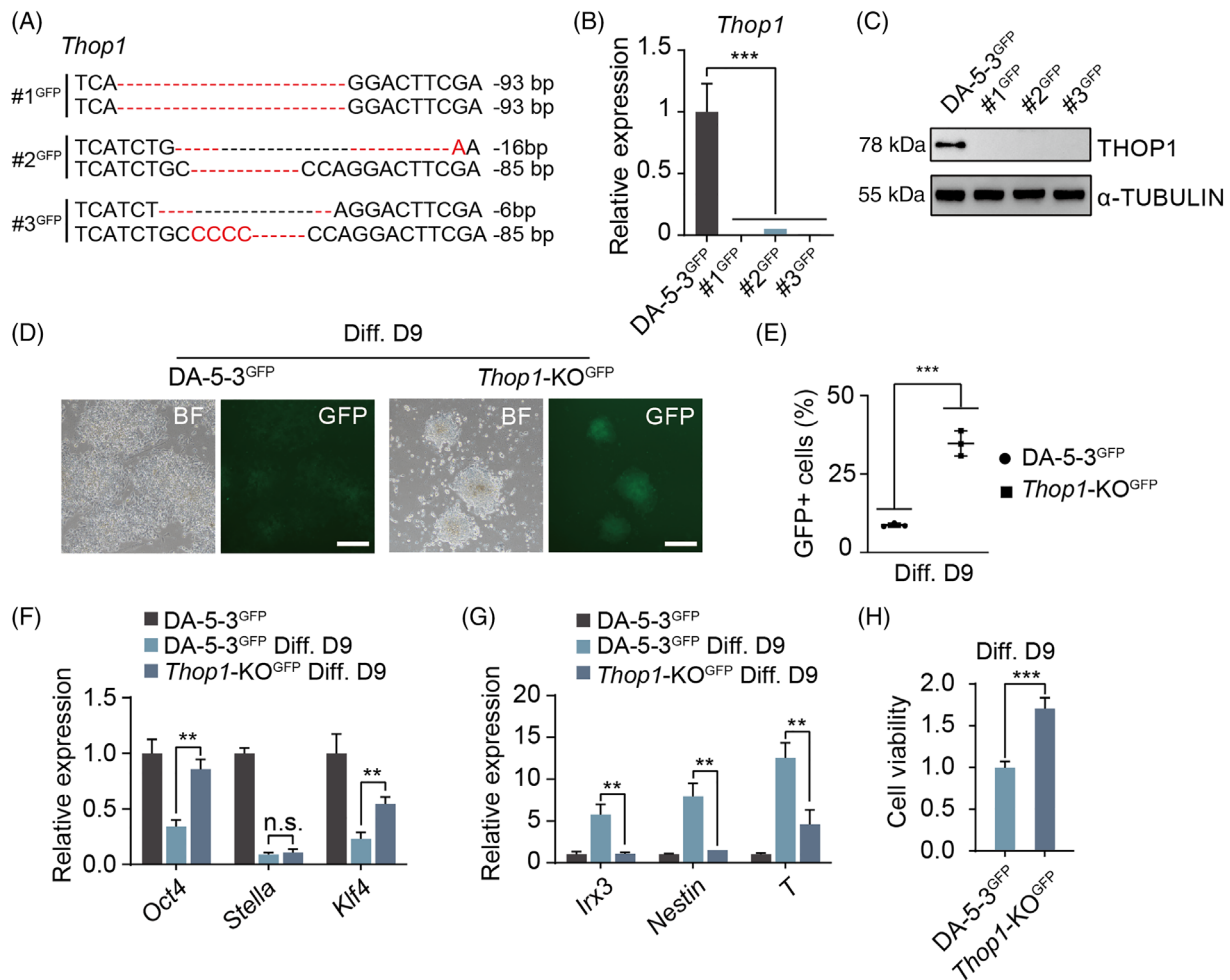 (A)
Thop1
#1GFP
TCA---------------------------GGACTTCGA -93 bp
TCA---------------------------GGACTTCGA -93 bp
#2GFP
TCATCTG--------------------------------AA -16bp
TCATCTGC-------------CCAGGACTTCGA -85 bp
#3GFP
TCATCT--------------------AGGACTTCGA -6bp
TCATCTGCCCCC------CCAGGACTTCGA -85 bp
(B)
Thop1
Relative expression
1.5
1
0.5
0
***
DA-5-3GFP
#1GFP
#2GFP
#3GFP
(C)
DA-5-3GFP
#1GFP
#2GFP
#3GFP
78 kDa
THOP1
55 kDa
α-TUBULIN
(D)
Diff. D9
DA-5-3GFP
Thop1-KOGFP
BF
GFP
BF
GFP
(E)
GFP+ cells (%)
50
25
0
***
Diff. D9
DA-5-3GFP
Thop1-KOGFP
(F)
DA-5-3GFP
DA-5-3GFP Diff. D9
Thop1-KOGFP Diff. D9
Relative expression
1.5
1.0
0.5
0.0
**
n.s.
**
Oct4
Stella
Klf4
(G)
DA-5-3GFP
DA-5-3GFP Diff. D9
Thop1-KOGFP Diff. D9
Relative expression
20
15
10
5
0
**
**
**
Irx3
Nestin
T
(H)
Diff. D9
Cell viability
2.0
1.5
1.0
0.5
0.0
***
DA-5-3GFP
Thop1-KOGFP